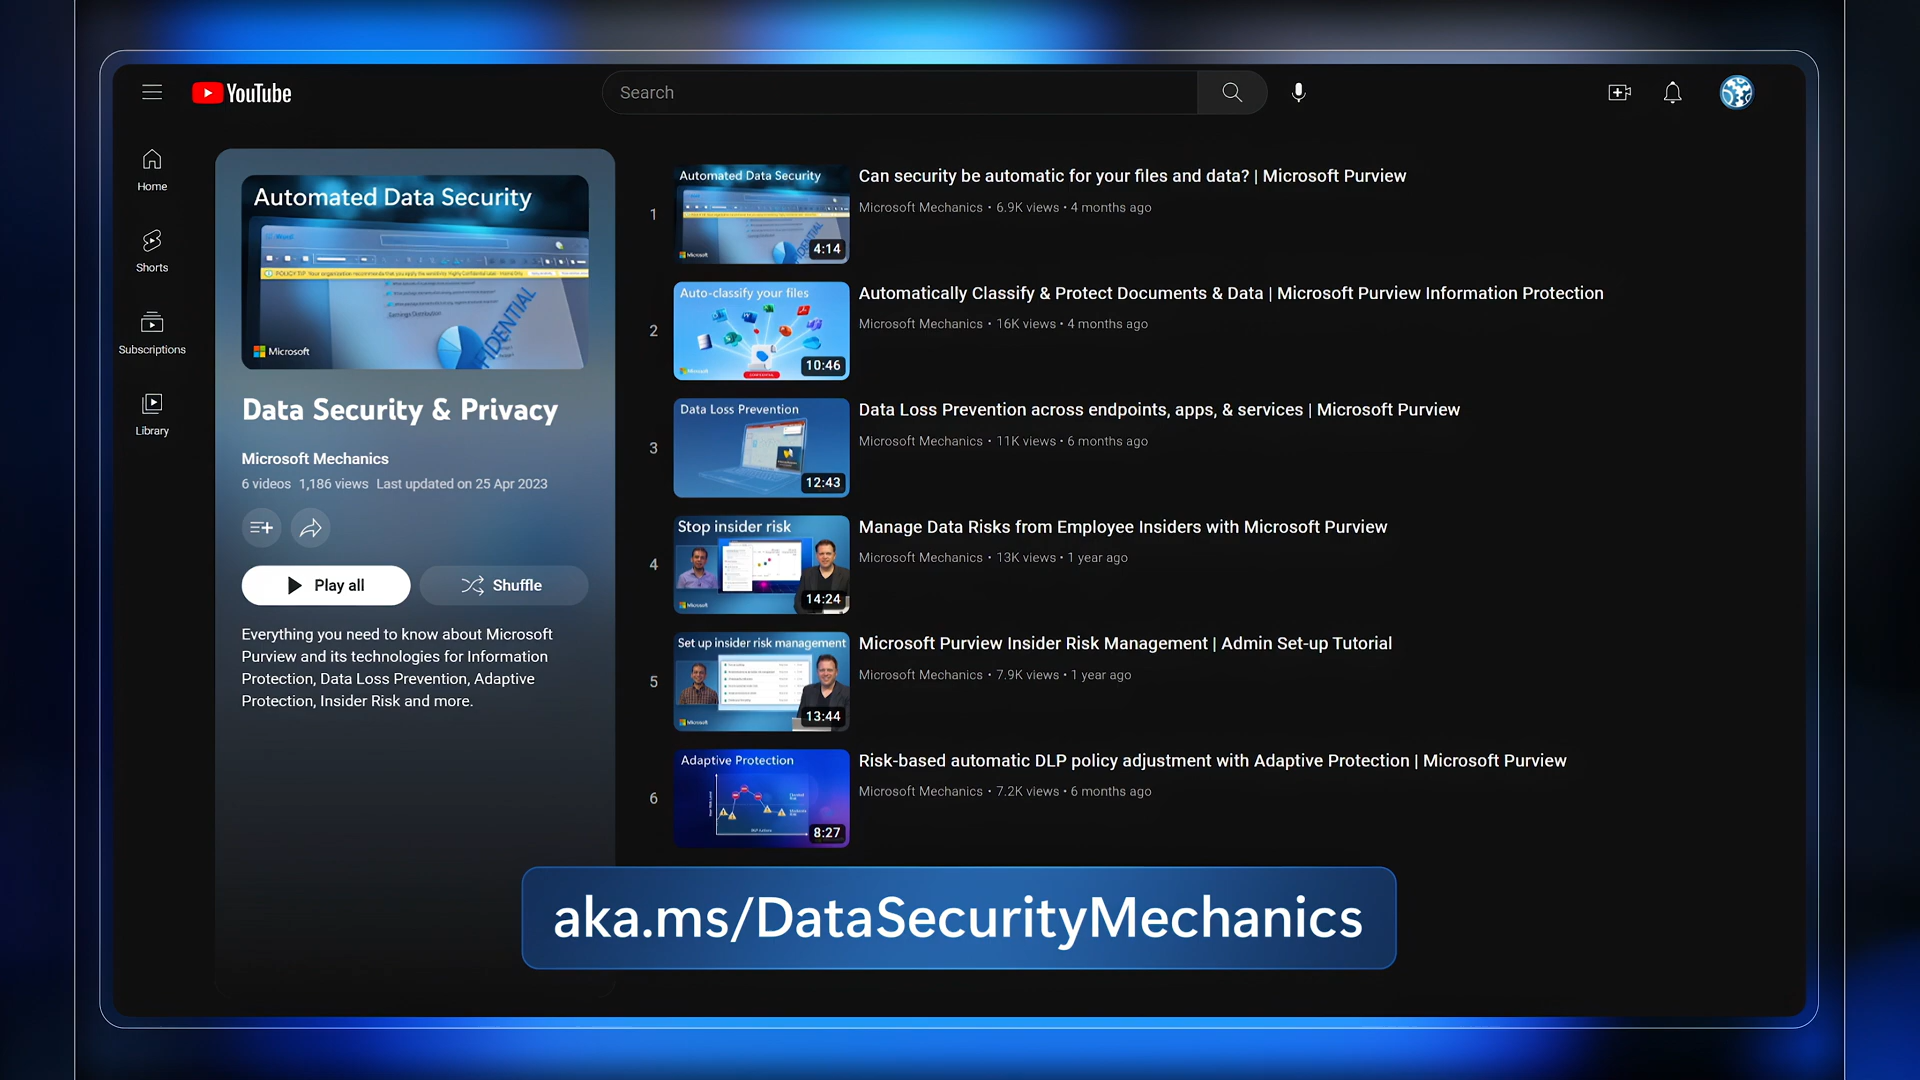 YouTube
Search
Home
Shorts
Subscriptions
Library
Automated Data Security
Microsoft
Data Security & Privacy
Microsoft Mechanics
6 videos 1,186 views Last updated on 25 Apr 2023
Play all
Shuffle
Everything you need to know about Microsoft
Purview and its technologies for Information
Protection, Data Loss Prevention, Adaptive
Protection, Insider Risk and more.
1
Automated Data Security
4:14
Can security be automatic for your files and data? | Microsoft Purview
Microsoft Mechanics • 6.9K views • 4 months ago
2
Auto-classify your files
10:46
Automatically Classify & Protect Documents & Data | Microsoft Purview Information Protection
Microsoft Mechanics • 16K views • 4 months ago
3
Data Loss Prevention
12:43
Data Loss Prevention across endpoints, apps, & services | Microsoft Purview
Microsoft Mechanics • 11K views • 6 months ago
4
Stop insider risk
14:24
Manage Data Risks from Employee Insiders with Microsoft Purview
Microsoft Mechanics • 13K views • 1 year ago
5
Set up insider risk management
13:44
Microsoft Purview Insider Risk Management | Admin Set-up Tutorial
Microsoft Mechanics • 7.9K views • 1 year ago
6
Adaptive Protection
8:27
Risk-based automatic DLP policy adjustment with Adaptive Protection | Microsoft Purview
Microsoft Mechanics • 7.2K views • 6 months ago
aka.ms/DataSecurityMechanics